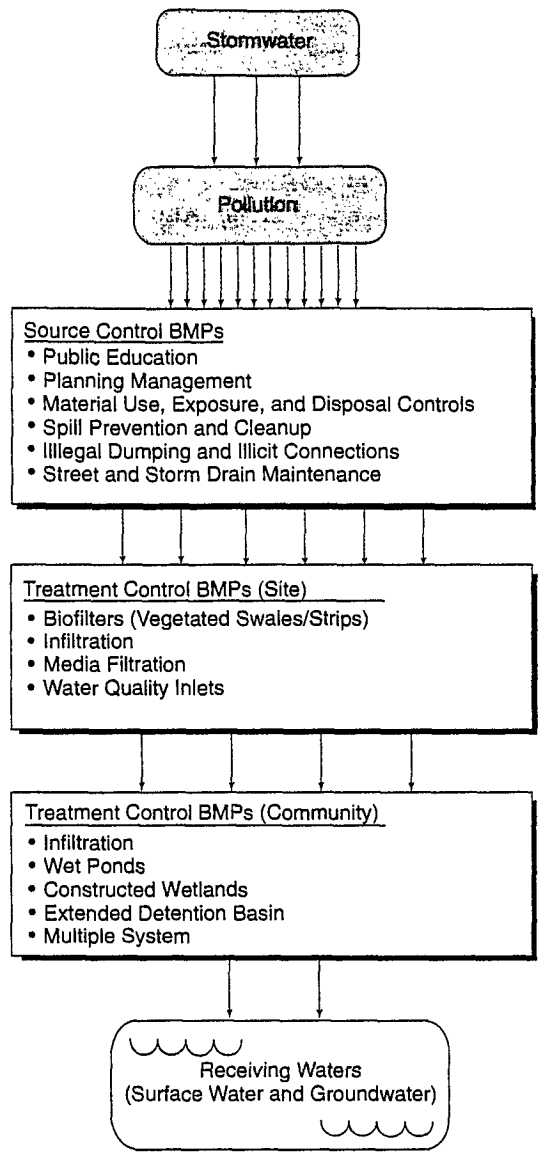 Stormwater
Pollution
Source Control BMPs
• Public Education
• Planning Management
• Material Use, Exposure, and Disposal Controls
• Spill Prevention and Cleanup
• Illlegal Dumping and Illicit Connections
• Street and Storm Drain Maintenance
Treatment Control BMPs (Site)
• Biofilters (Vegetated Swales/Strips)
• Infiltration
• Media Filtration
• Water Quality Inlets
Treatment Control BMPs (Community)
• Infiltration
• Wet Ponds
• Constructed Wetlands
• Extended Detention Basin
• Multiple System
Receiving Waters
(Surface Water and Groundwater)